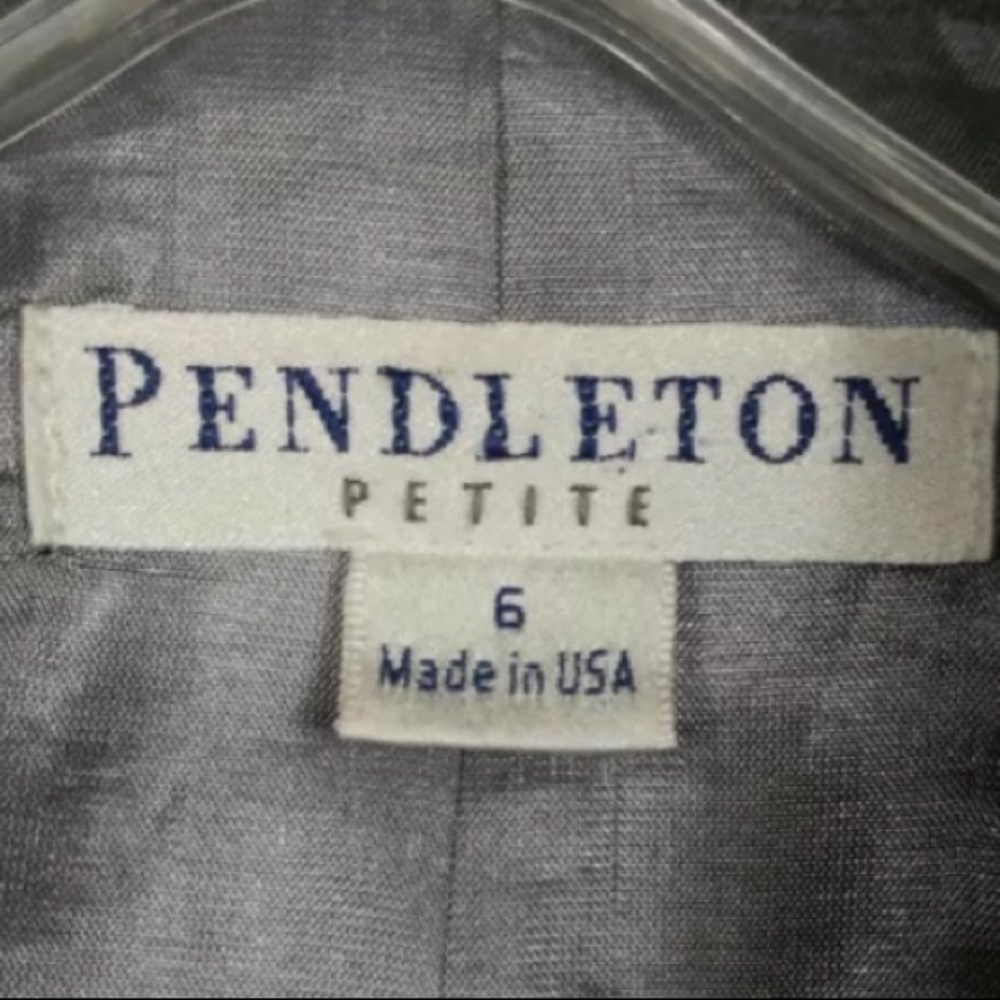 PENDLETON
PETITE
6
Made in USA